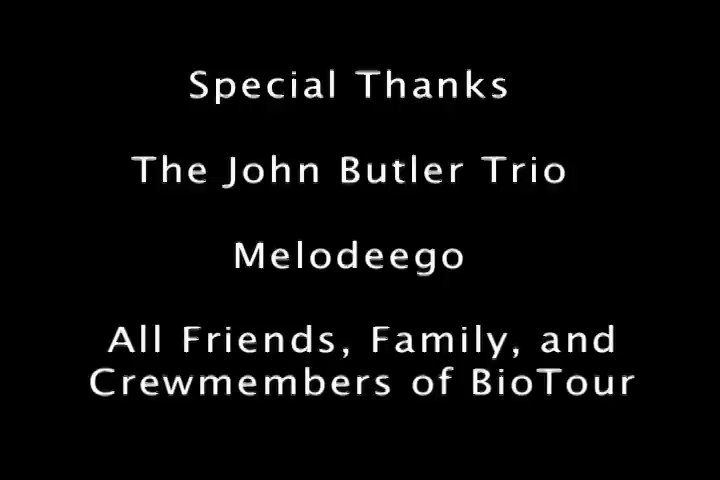 Special Thanks
The John Butler Trio
Melodeego
All Friends, Family, and
Crewmembers of BioTour